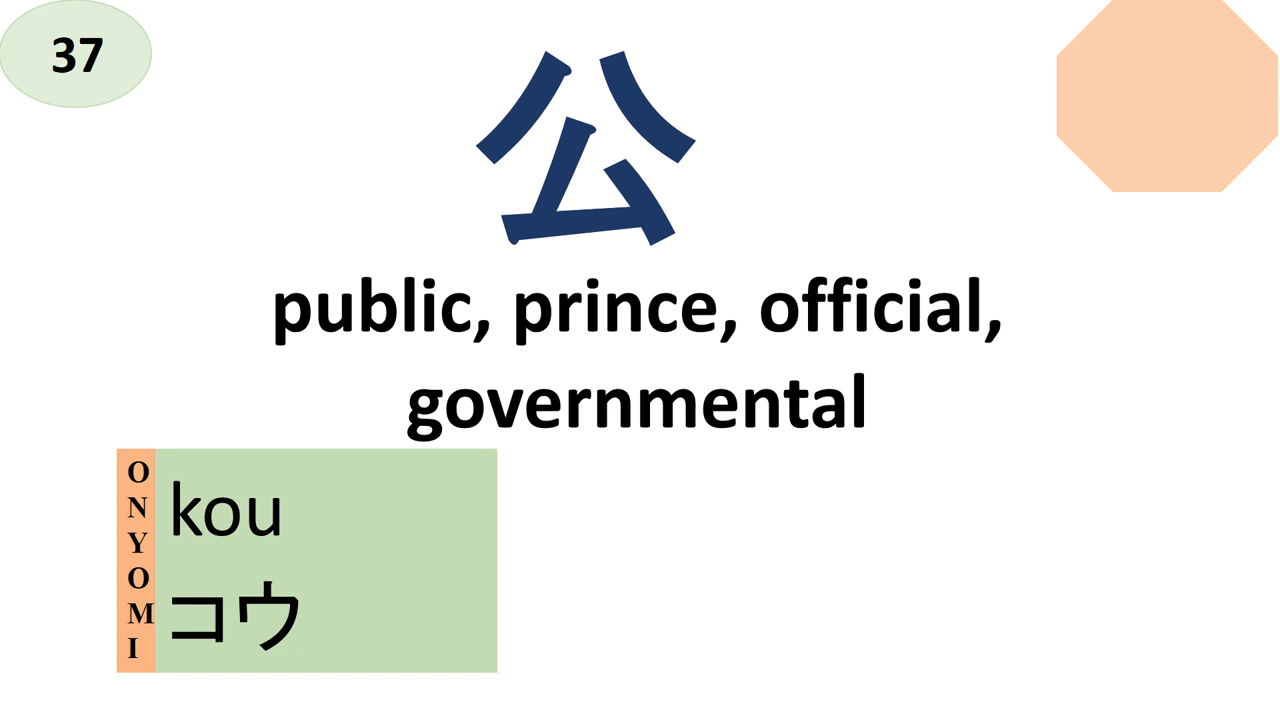 37
公
public, prince, official,
governmental
ONYOMI
kou
コウ